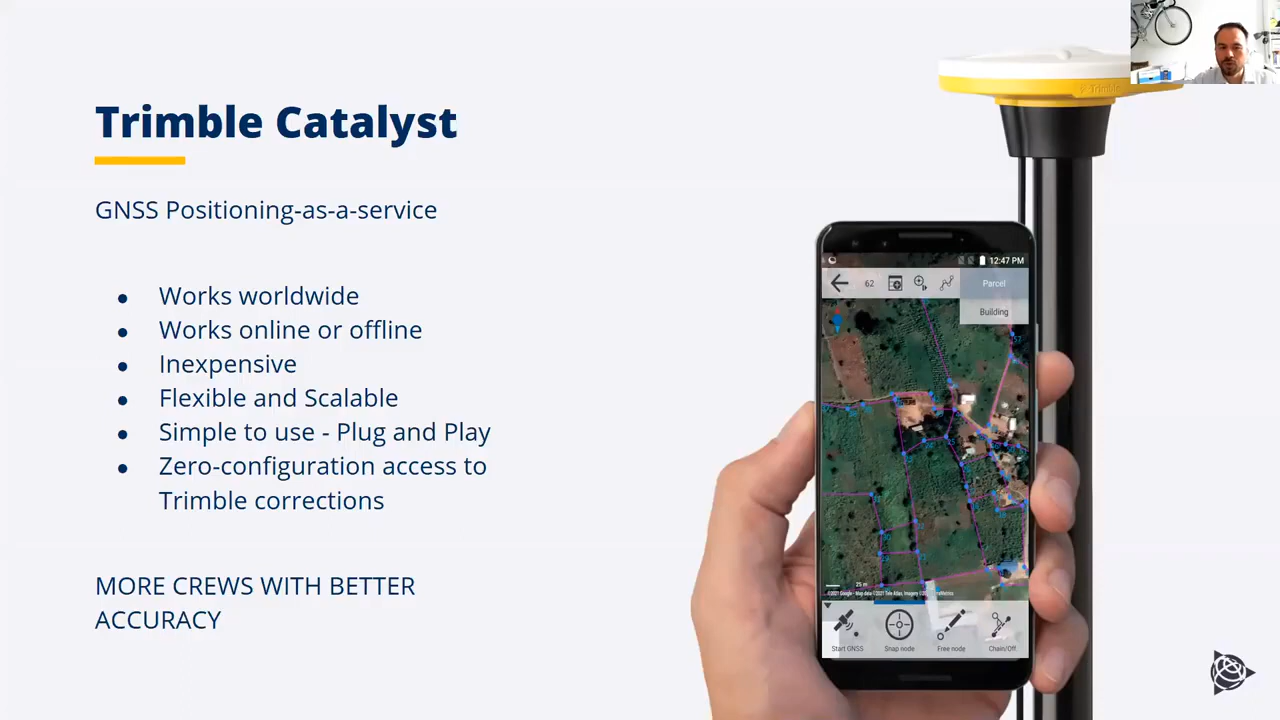 Trimble Catalyst
GNSS Positioning-as-a-service
● Works worldwide
● Works online or offline
● Inexpensive
● Flexible and Scalable
● Simple to use - Plug and Play
● Zero-configuration access to
Trimble corrections
MORE CREWS WITH BETTER
ACCURACY
Trimble
12:47 PM
62
Parcel
Building
25 m
Start GNSS
Snap node
Free node
Chain/Off.